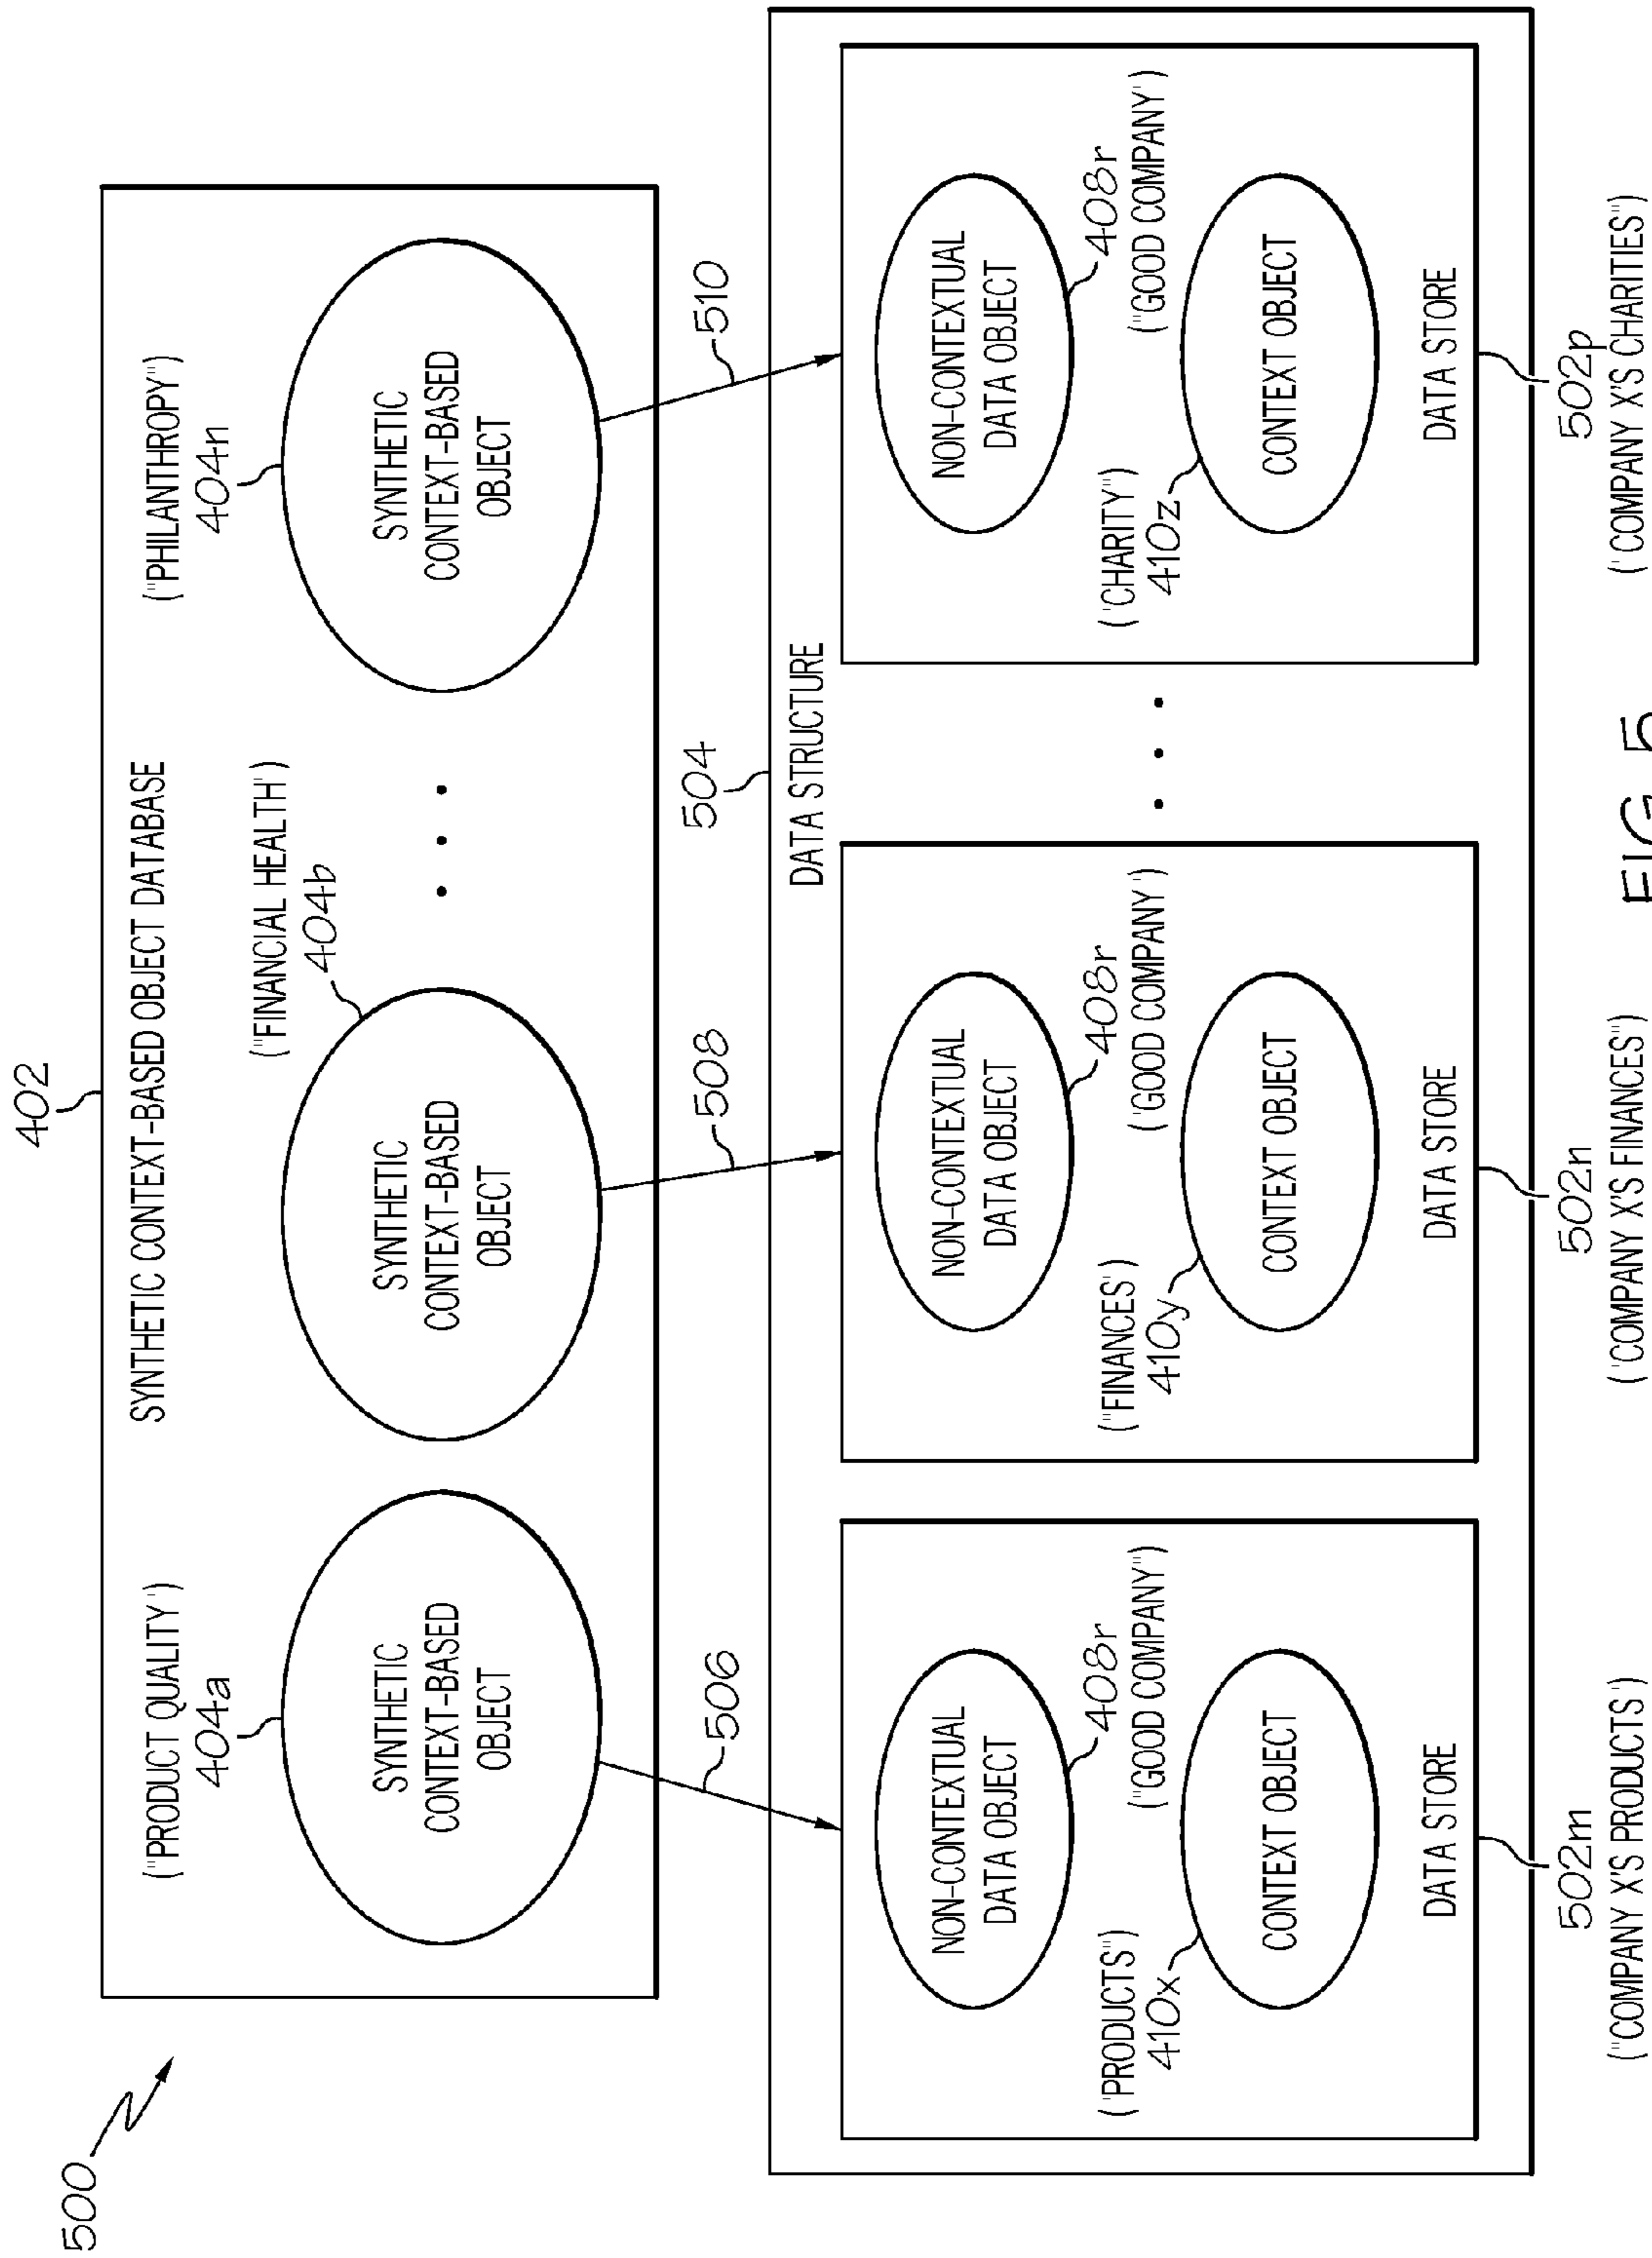 500
402
SYNTHETIC CONTEXT-BASED OBJECT DATABASE
("PRODUCT QUALITY")
404a
SYNTHETIC
CONTEXT-BASED
OBJECT
("FINANCIAL HEALTH")
404b
SYNTHETIC
CONTEXT-BASED
OBJECT
• • •
("PHILANTHROPY")
404n
SYNTHETIC
CONTEXT-BASED
OBJECT
506
508
510
504
DATA STRUCTURE
NON-CONTEXTUAL
DATA OBJECT
408r
("GOOD COMPANY")
("PRODUCTS")
410x
CONTEXT OBJECT
DATA STORE
502m
("COMPANY X'S PRODUCTS")
NON-CONTEXTUAL
DATA OBJECT
408r
("GOOD COMPANY")
("FINANCES")
410y
CONTEXT OBJECT
DATA STORE
502n
("COMPANY X'S FINANCES")
• • •
NON-CONTEXTUAL
DATA OBJECT
408r
("GOOD COMPANY")
("CHARITY")
410z
CONTEXT OBJECT
DATA STORE
502p
("COMPANY X'S CHARITIES")
FIG. 5